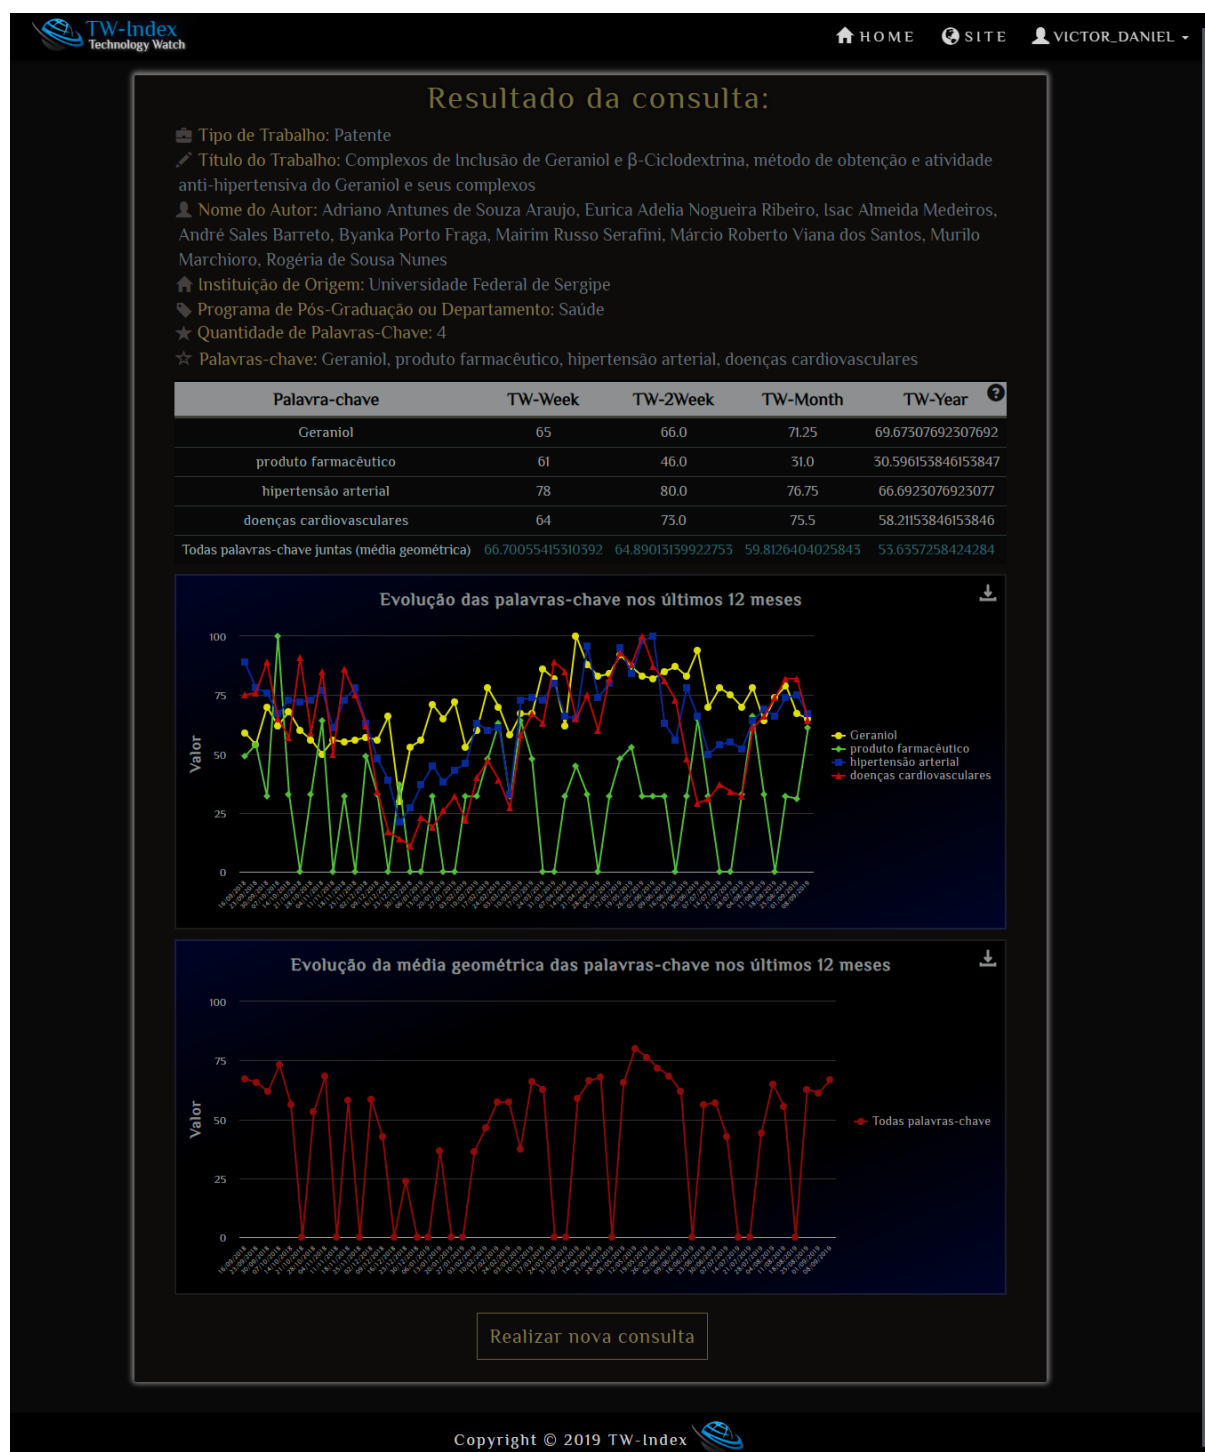 TW-Index
Technology Watch
HOME SITE VICTOR_DANIEL
Resultado da consulta:
Tipo de Trabalho: Patente
Título do Trabalho: Complexos de Inclusão de Geraniol e β-Ciclodextrina, método de obtenção e atividade
anti-hipertensiva do Geraniol e seus complexos
Nome do Autor: Adriano Antunes de Souza Araujo, Eurica Adelia Nogueira Ribeiro, Isac Almeida Medeiros,
André Sales Barreto, Byanka Porto Fraga, Mairim Russo Serafini, Márcio Roberto Viana dos Santos, Murilo
Marchioro, Rogéria de Sousa Nunes
Instituição de Origem: Universidade Federal de Sergipe
Programa de Pós-Graduação ou Departamento: Saúde
Quantidade de Palavras-Chave: 4
Palavras-chave: Geraniol, produto farmacêutico, hipertensão arterial, doenças cardiovasculares
Palavra-chave TW-Week TW-2Week TW-Month TW-Year ?
Geraniol 65 66.0 71.25 69.67307692307692
produto farmacêutico 61 46.0 31.0 30.596153846153847
hipertensão arterial 78 80.0 76.75 66.6923076923077
doenças cardiovasculares 64 73.0 75.5 58.21153846153846
Todas palavras-chave juntas (média geométrica) 66.70055415310392 64.89013139922753 59.8126404025843 53.6357258424284
Evolução das palavras-chave nos últimos 12 meses
100
75
50
25
0
Valor
Geraniol
produto farmacêutico
hipertensão arterial
doenças cardiovasculares
Evolução da média geométrica das palavras-chave nos últimos 12 meses
100
75
50
25
0
Valor
Todas palavras-chave
Realizar nova consulta
Copyright © 2019 TW-Index